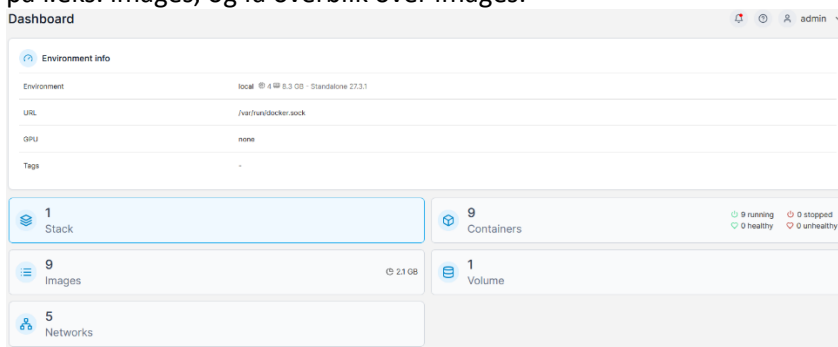 på f.eks. images, og få overblik over images.
Dashboard
admin
Environment info
Environment local 4 8.3 GB - Standalone 27.3.1
URL /var/run/docker.sock
GPU none
Tags -
1
Stack
9
Containers
9 running 0 stopped
0 healthy 0 unhealthy
9
Images
2.1 GB
1
Volume
5
Networks